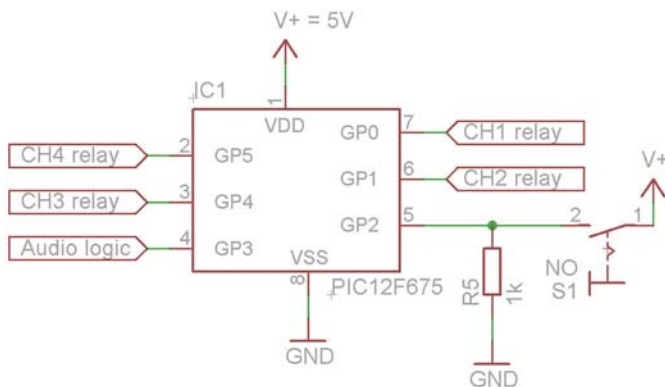 V+ = 5V
IC1
1
VDD
CH4 relay
2
GP5
GP0
7
CH1 relay
CH3 relay
3
GP4
GP1
6
CH2 relay
V+
Audio logic
4
GP3
GP2
5
2
1
VSS
8
PIC12F675
R5
1k
NO
S1
GND
GND